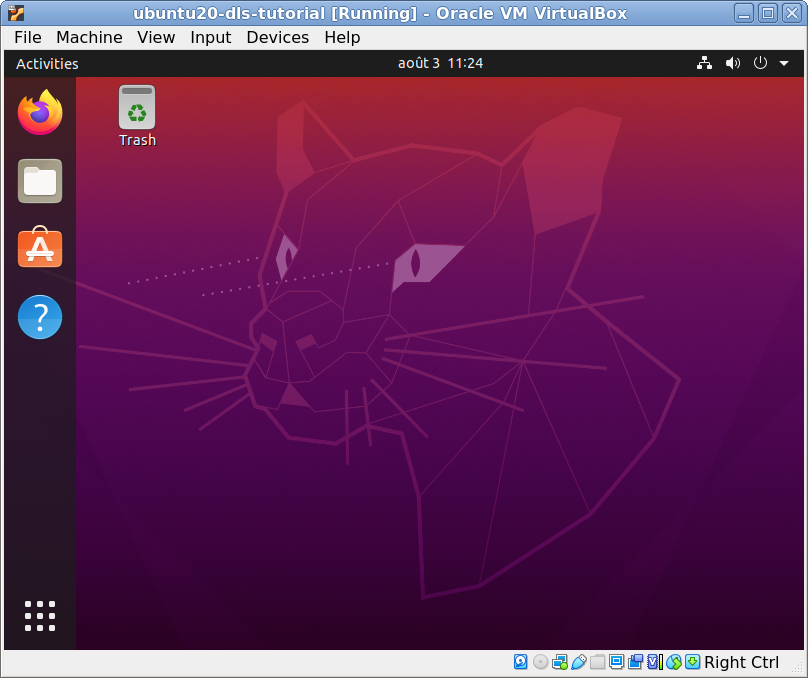 ubuntu20-dls-tutorial [Running] - Oracle VM VirtualBox
File Machine View Input Devices Help
Activities août 3 11:24
Trash
?
Right Ctrl